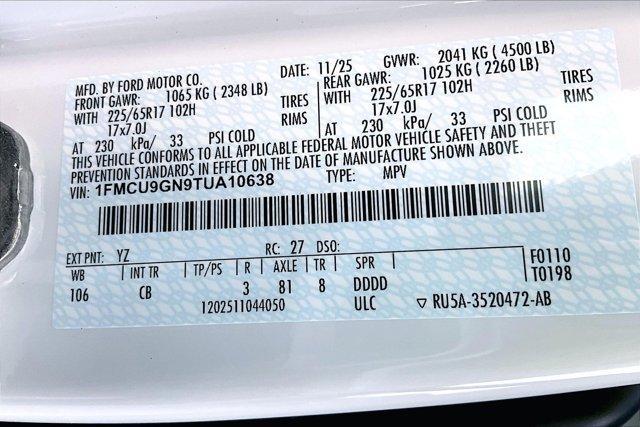 MFD. BY FORD MOTOR CO. DATE: 11/25 GVWR: 2041 KG ( 4500 LB)
FRONT GAWR: 1065 KG ( 2348 LB) REAR GAWR: 1025 KG ( 2260 LB)
WITH 225/65R17 102H TIRES WITH 225/65R17 102H TIRES
17x7.0J RIMS 17x7.0J RIMS
AT 230 kPa/ 33 PSI COLD AT 230 kPa/ 33 PSI COLD
THIS VEHICLE CONFORMS TO ALL APPLICABLE FEDERAL MOTOR VEHICLE SAFETY AND THEFT
PREVENTION STANDARDS IN EFFECT ON THE DATE OF MANUFACTURE SHOWN ABOVE.
VIN: 1FMCU9GN9TUA10638 TYPE: MPV
EXT PNT: YZ RC: 27 DSO:
WB INT TR TP/PS R AXLE TR SPR F0110
106 CB 3 81 8 DDDD T0198
1202511044050 ULC ▽ RU5A-3520472-AB